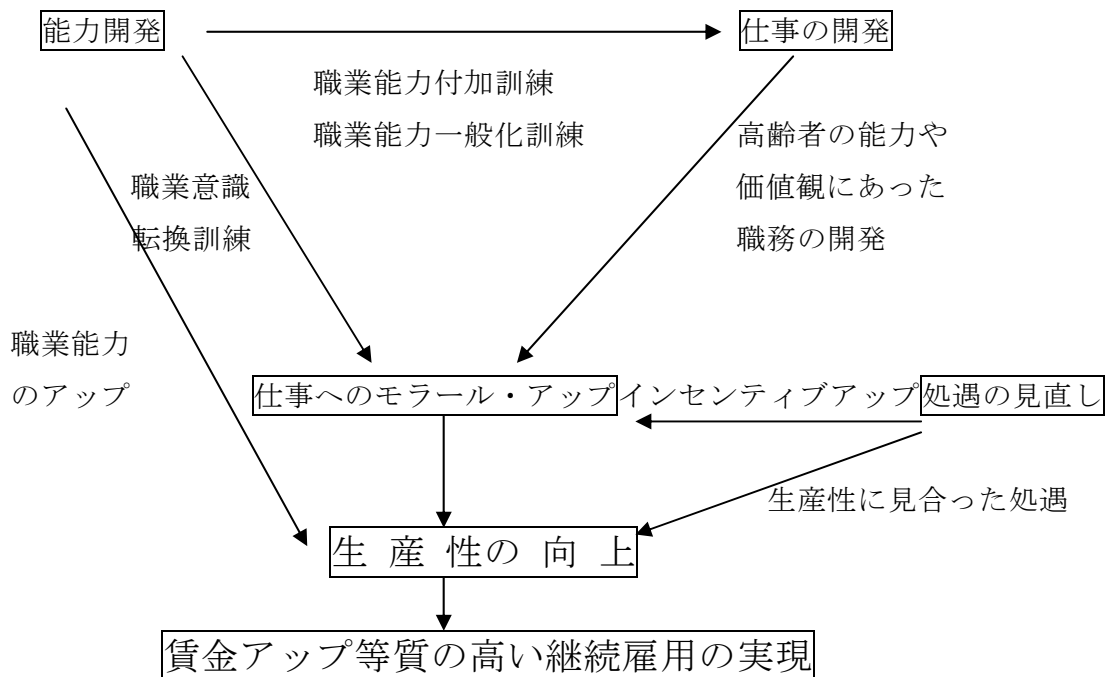 能力開発
仕事の開発
職業能力付加訓練
職業能力一般化訓練
高齢者の能力や
価値観にあった
職務の開発
職業意識
転換訓練
職業能力
のアップ
仕事へのモラール・アップ インセンティブアップ 処遇の見直し
生産性に見合った処遇
生 産 性の 向 上
賃金アップ等質の高い継続雇用の実現